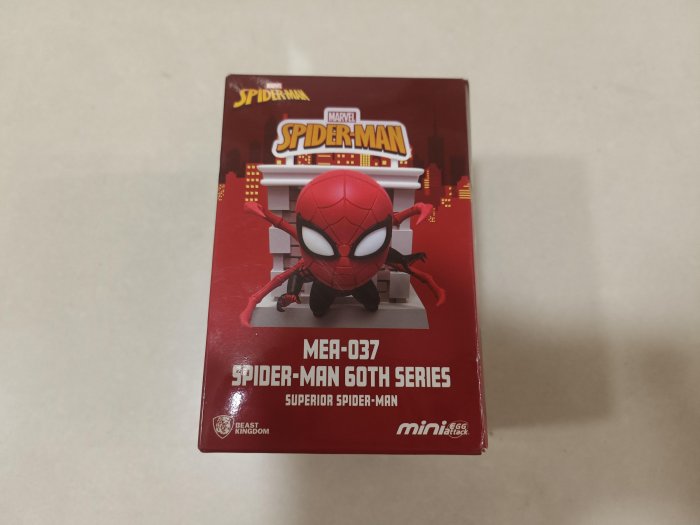 MARVEL
SPIDER-MAN
MARVEL
SPIDER-MAN
MEA-037
SPIDER-MAN 60TH SERIES
SUPERIOR SPIDER-MAN
BEAST
KINGDOM
mini EGG
attack